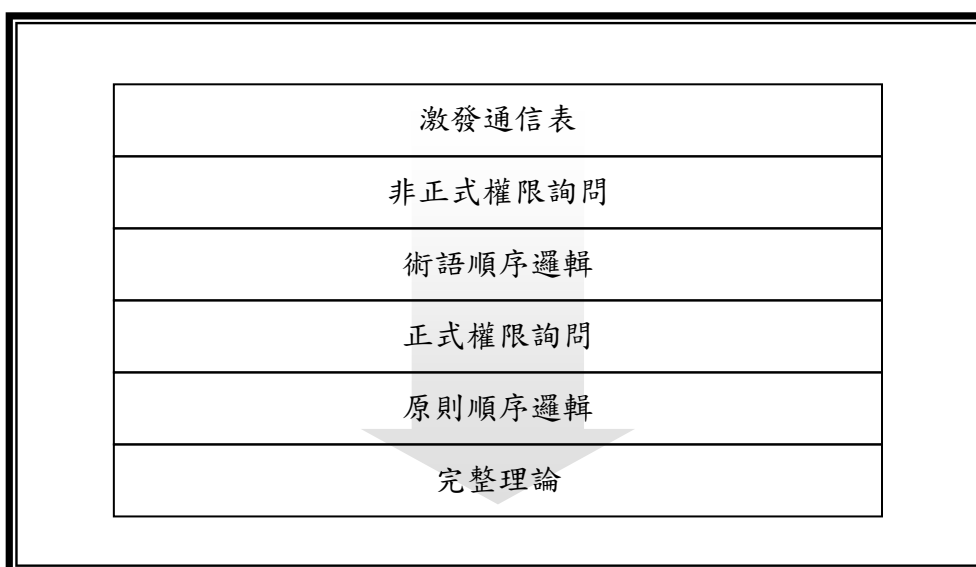 激發通信表
非正式權限詢問
術語順序邏輯
正式權限詢問
原則順序邏輯
完整理論